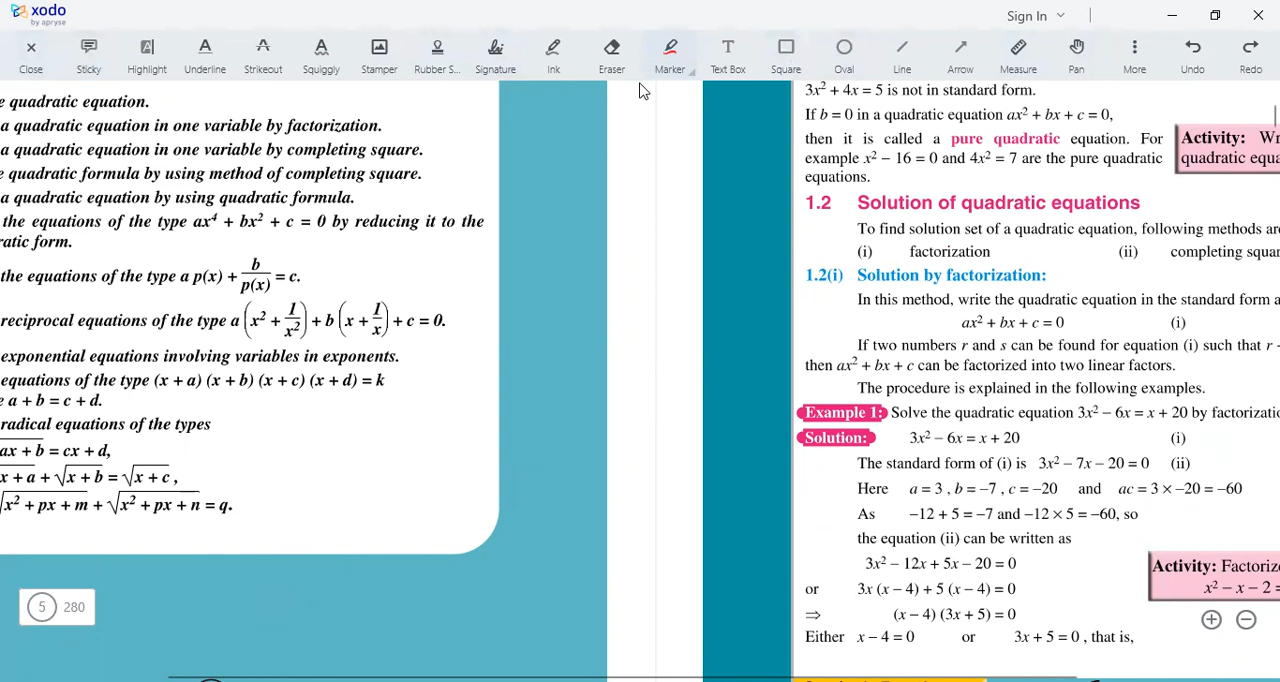 xodo
by apryse
Sign In
Close
Sticky
Highlight
Underline
Strikeout
Squiggly
Stamper
Rubber S...
Signature
Ink
Eraser
Marker
Text Box
Square
Oval
Line
Arrow
Measure
Pan
More
Undo
Redo
e quadratic equation.
a quadratic equation in one variable by factorization.
a quadratic equation in one variable by completing square.
e quadratic formula by using method of completing square.
a quadratic equation by using quadratic formula.
the equations of the type ax⁴ + bx² + c = 0 by reducing it to the
ratic form.
the equations of the type a p(x) + b/p(x) = c.
reciprocal equations of the type a (x² + 1/x²) + b (x + 1/x) + c = 0.
exponential equations involving variables in exponents.
equations of the type (x + a) (x + b) (x + c) (x + d) = k
e a + b = c + d.
radical equations of the types
ax + b = cx + d,
x + a + √(x + b) = √(x + c) ,
√(x² + px + m) + √(x² + px + n) = q.
5 280
3x² + 4x = 5 is not in standard form.
If b = 0 in a quadratic equation ax² + bx + c = 0,
then it is called a pure quadratic equation. For
example x² − 16 = 0 and 4x² = 7 are the pure quadratic
equations.
Activity: Wr
quadratic equa
1.2 Solution of quadratic equations
To find solution set of a quadratic equation, following methods are
(i) factorization (ii) completing squar
1.2(i) Solution by factorization:
In this method, write the quadratic equation in the standard form a
ax² + bx + c = 0 (i)
If two numbers r and s can be found for equation (i) such that r
then ax² + bx + c can be factorized into two linear factors.
The procedure is explained in the following examples.
Example 1: Solve the quadratic equation 3x² − 6x = x + 20 by factorizati
Solution: 3x² − 6x = x + 20 (i)
The standard form of (i) is 3x² − 7x − 20 = 0 (ii)
Here a = 3 , b = −7 , c = −20 and ac = 3 × −20 = −60
As −12 + 5 = −7 and −12 × 5 = −60, so
the equation (ii) can be written as
3x² − 12x + 5x − 20 = 0
or 3x (x − 4) + 5 (x − 4) = 0
⇒ (x − 4) (3x + 5) = 0
Either x − 4 = 0 or 3x + 5 = 0 , that is,
Activity: Factorize
x² − x − 2 =